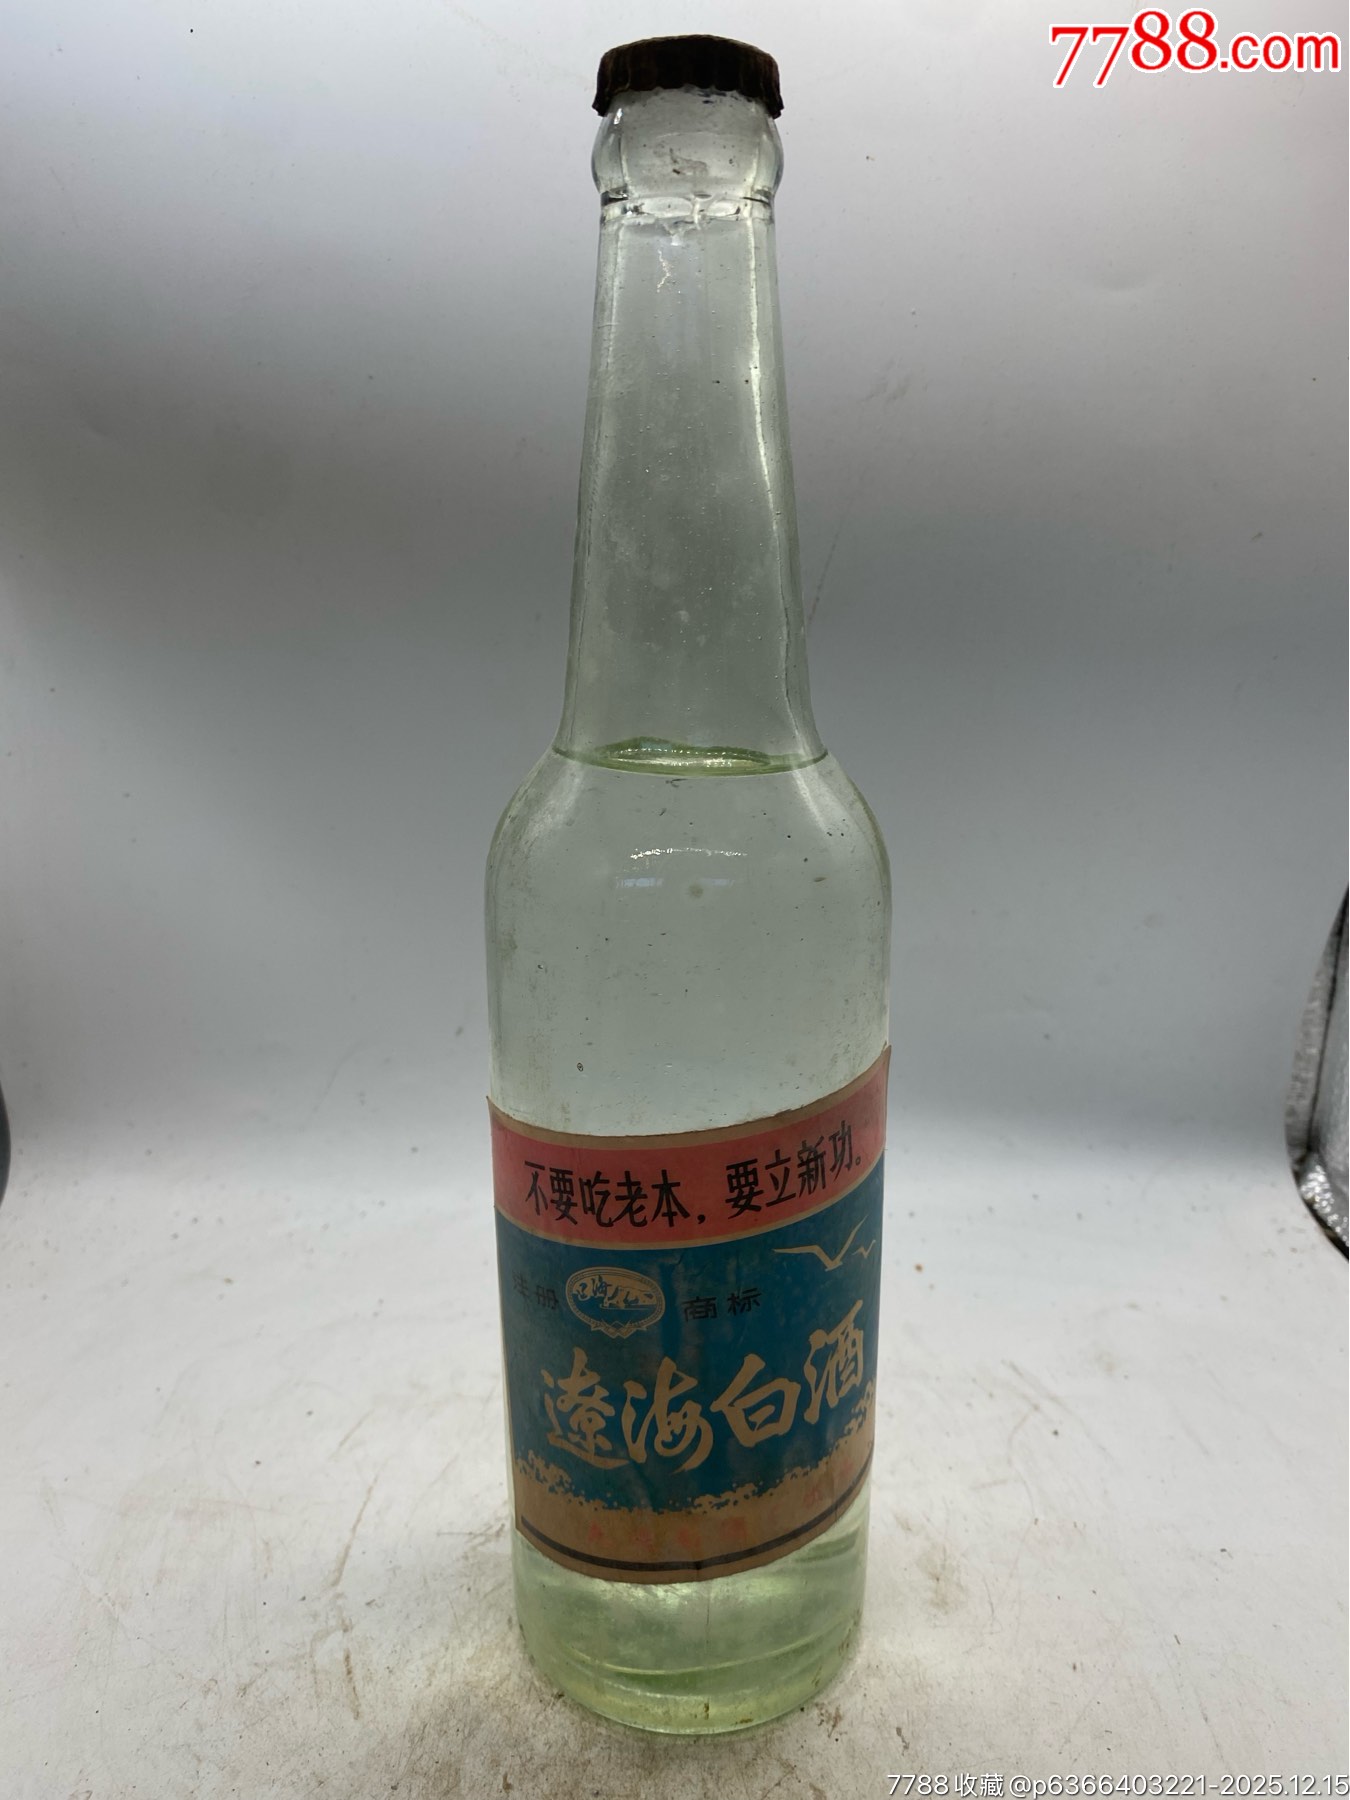 7788.com
不要吃老本，要立新功。
注册 商标
遼海白酒
7788收藏@p6366403221-2025.12.15